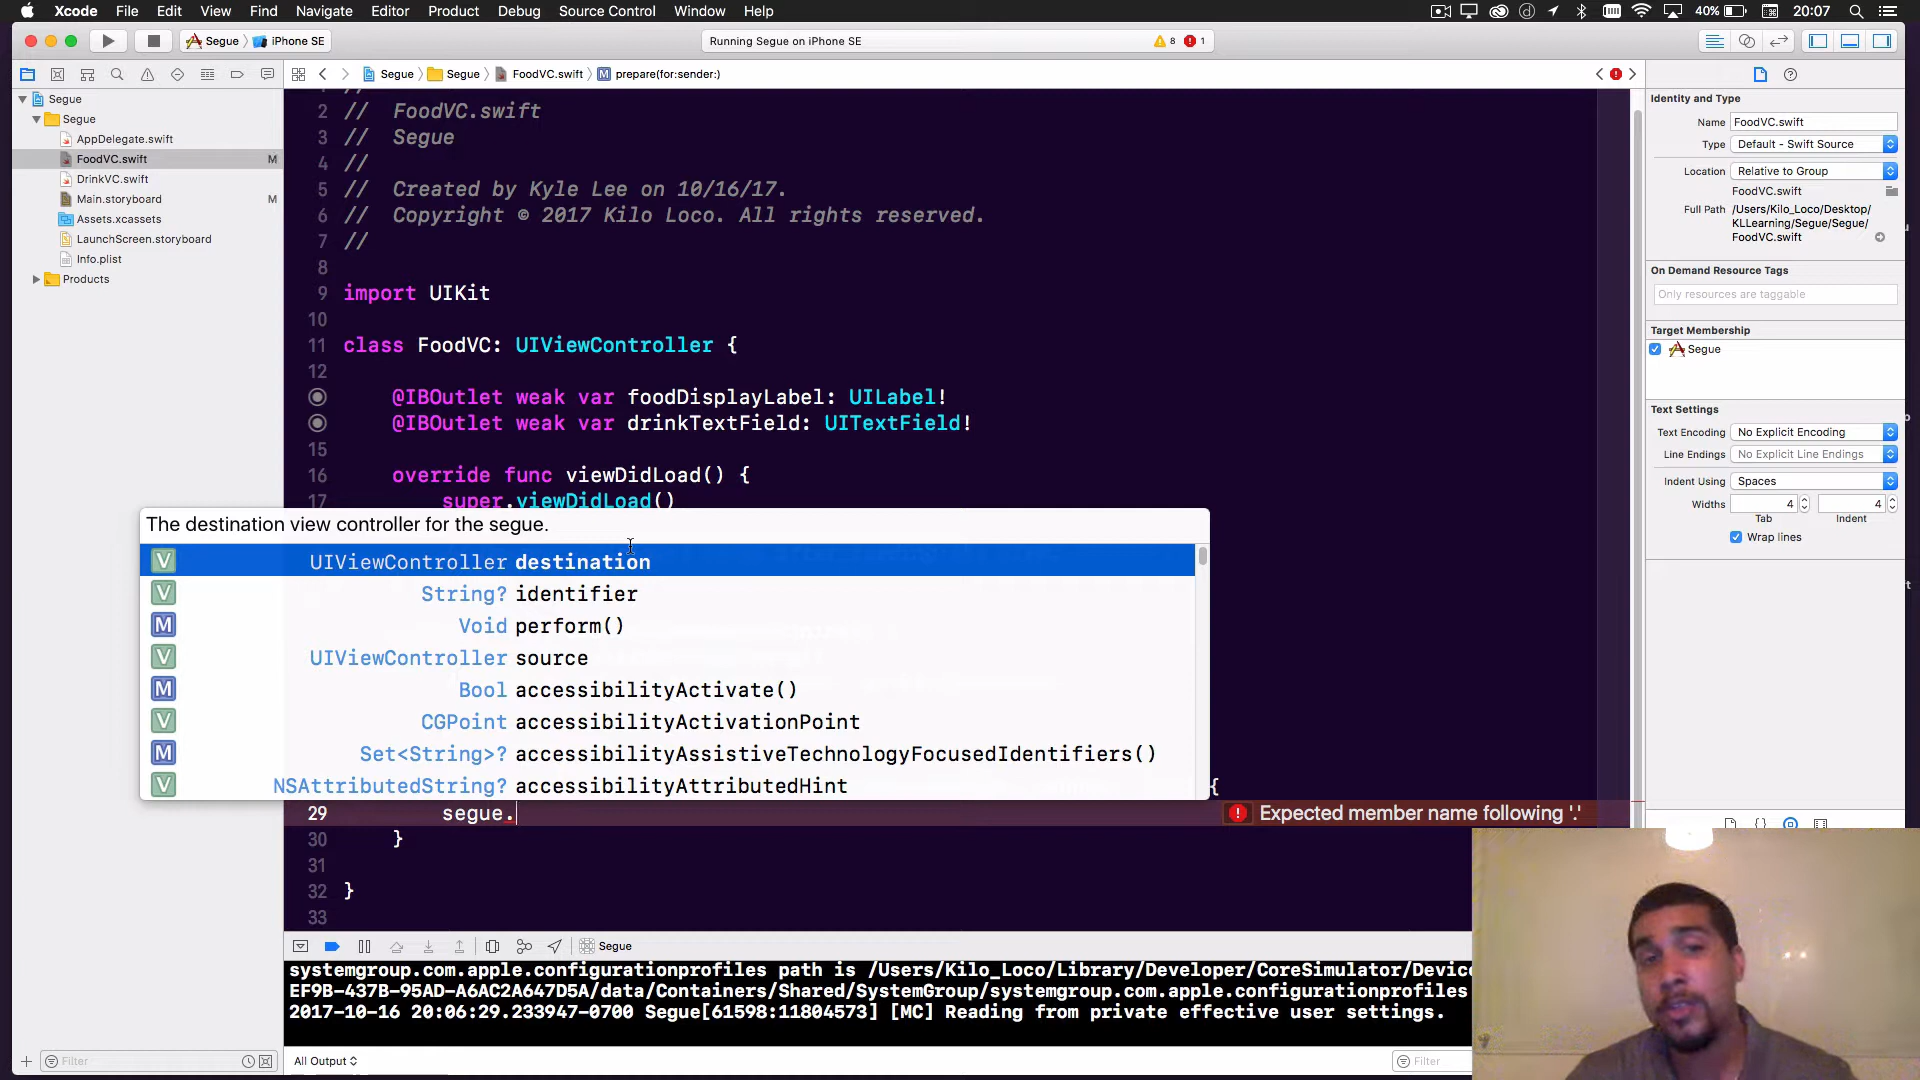 Xcode File Edit View Find Navigate Editor Product Debug Source Control Window Help 40% 20:07
Segue iPhone SE Running Segue on iPhone SE 8 1
Segue Segue FoodVC.swift M prepare(for:sender:)
Segue
Segue
AppDelegate.swift
FoodVC.swift M
DrinkVC.swift
Main.storyboard M
Assets.xcassets
LaunchScreen.storyboard
Info.plist
Products
2 // FoodVC.swift
3 // Segue
4 //
5 // Created by Kyle Lee on 10/16/17.
6 // Copyright © 2017 Kilo Loco. All rights reserved.
7 //
8
9 import UIKit
10
11 class FoodVC: UIViewController {
12
@IBOutlet weak var foodDisplayLabel: UILabel!
@IBOutlet weak var drinkTextField: UITextField!
15
16 override func viewDidLoad() {
17 super.viewDidLoad()
The destination view controller for the segue.
V UIViewController destination
V String? identifier
M Void perform()
V UIViewController source
M Bool accessibilityActivate()
V CGPoint accessibilityActivationPoint
M Set<String>? accessibilityAssistiveTechnologyFocusedIdentifiers()
V NSAttributedString? accessibilityAttributedHint
{
29 segue. Expected member name following '.'
30 }
31
32 }
33
Segue
systemgroup.com.apple.configurationprofiles path is /Users/Kilo_Loco/Library/Developer/CoreSimulator/Device
EF9B-437B-95AD-A6AC2A647D5A/data/Containers/Shared/SystemGroup/systemgroup.com.apple.configurationprofiles
2017-10-16 20:06:29.233947-0700 Segue[61598:11804573] [MC] Reading from private effective user settings.
Filter
All Output
Filter
Identity and Type
Name FoodVC.swift
Type Default - Swift Source
Location Relative to Group
FoodVC.swift
Full Path /Users/Kilo_Loco/Desktop/
KLLearning/Segue/Segue/
FoodVC.swift
On Demand Resource Tags
Only resources are taggable
Target Membership
Segue
Text Settings
Text Encoding No Explicit Encoding
Line Endings No Explicit Line Endings
Indent Using Spaces
Widths 4 4
Tab Indent
Wrap lines